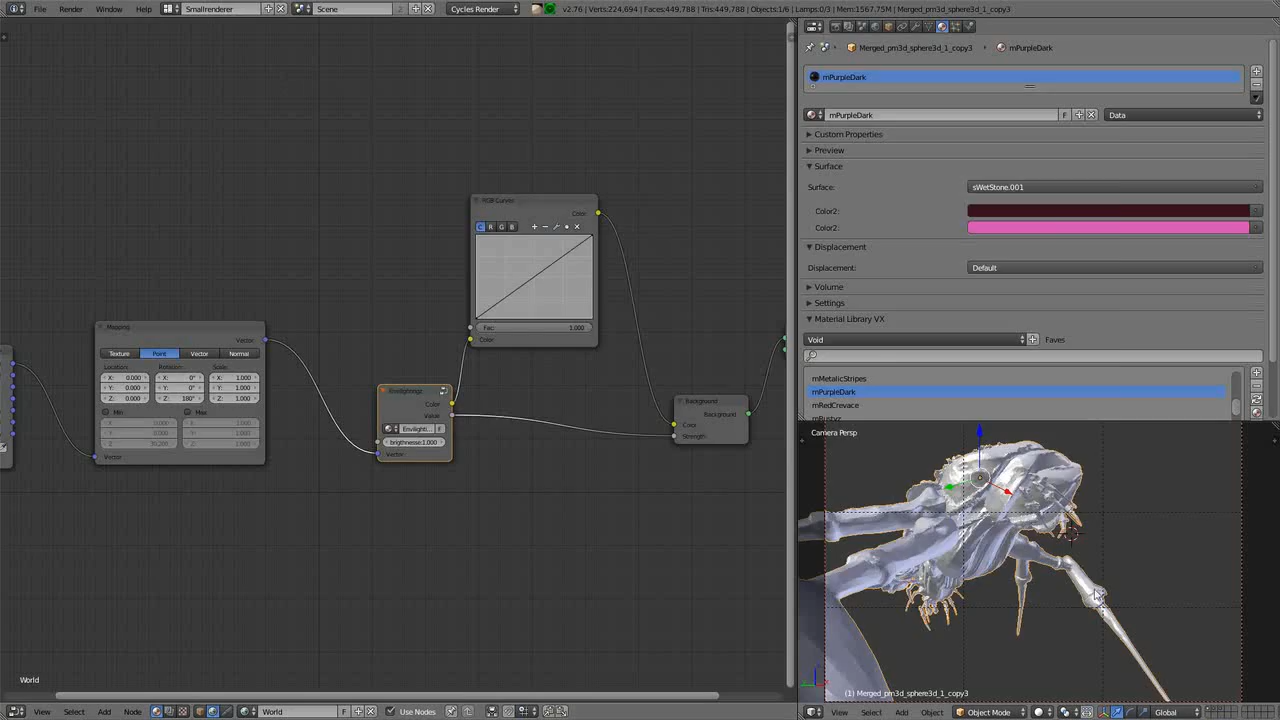 File Render Window Help Smallrenderer Scene 2 Cycles Render v2.76 | Verts:224,694 | Faces:449,788 | Tris:449,788 | Objects:1/6 | Lamps:0/3 | Mem:1567.75M | Merged_pm3d_sphere3d_1_copy3
Merged_pm3d_sphere3d_1_copy3 mPurpleDark
mPurpleDark
mPurpleDark F Data
Custom Properties
Preview
Surface
Surface: sWetStone.001
Color2:
Color2:
Displacement
Displacement: Default
Volume
Settings
Material Library VX
Void Faves
mMetalicStripes
mPurpleDark
mRedCrevace
RGB Curves
Color
C R G B
Fac: 1.000
Color
Mapping
Vector
Texture Point Vector Normal
Location: Rotation: Scale:
X: 0.000 X: 0° X: 1.000
Y: 0.000 Y: 0° Y: 1.000
Z: 0.000 Z: 180° Z: 1.000
Min Max
Vector
Color
Value
Envilighti... F
brigthnesse:1.000
Vector
Background
Background
Color
Strength
Camera Persp
(1) Merged_pm3d_sphere3d_1_copy3
World
View Select Add Node World F Use Nodes
View Select Add Object Object Mode Global